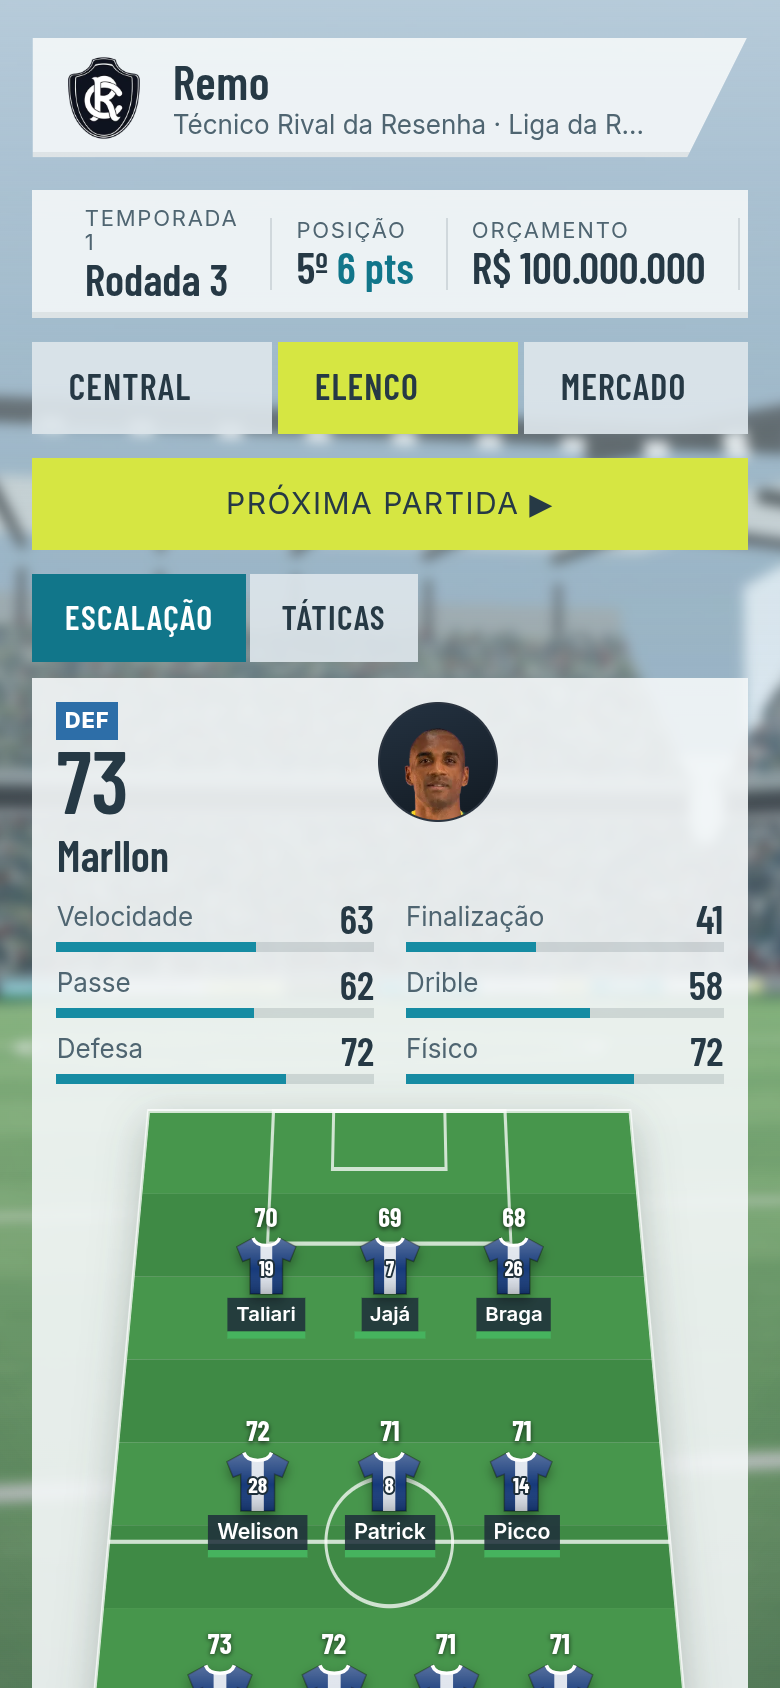 Remo
Técnico Rival da Resenha · Liga da R...
TEMPORADA
1
Rodada 3
POSIÇÃO
5º 6 pts
ORÇAMENTO
R$ 100.000.000
CENTRAL
ELENCO
MERCADO
PRÓXIMA PARTIDA ▶
ESCALAÇÃO
TÁTICAS
DEF
73
Marllon
Velocidade 63
Finalização 41
Passe 62
Drible 58
Defesa 72
Físico 72
70 69 68
19 7 26
Taliari Jajá Braga
72 71 71
28 8 14
Welison Patrick Picco
73 72 71 71